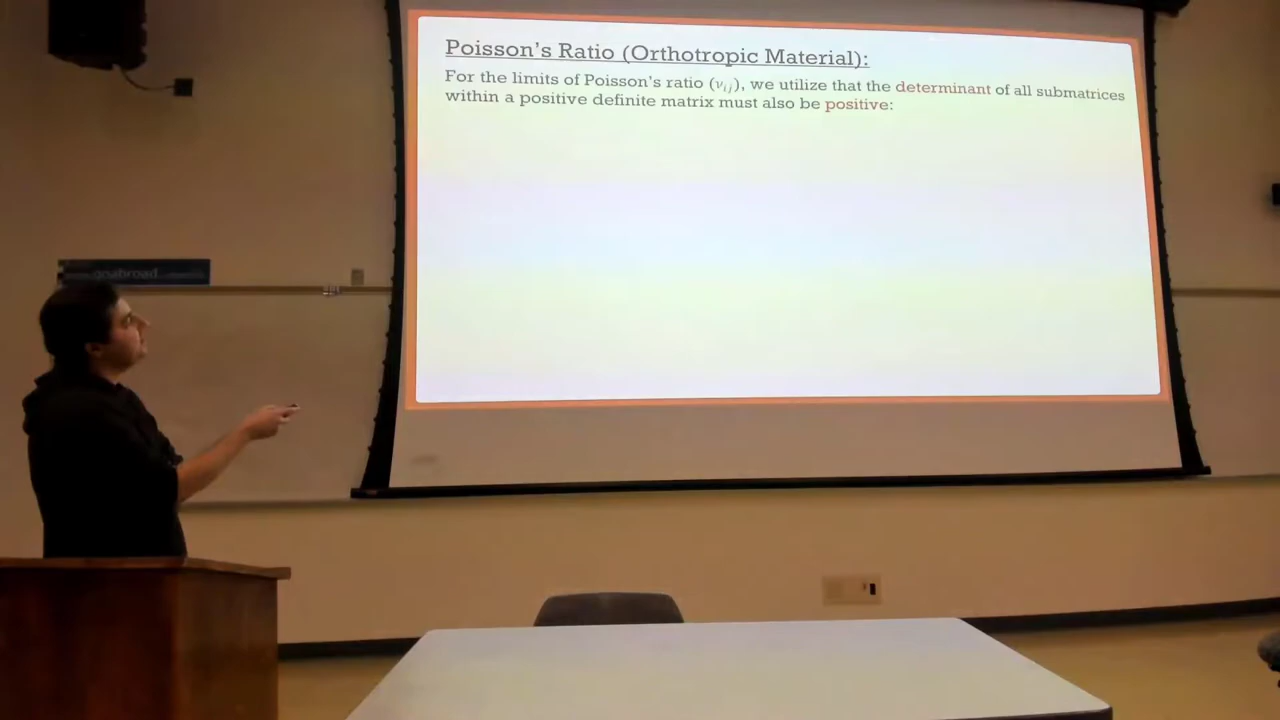 Poisson's Ratio (Orthotropic Material):
For the limits of Poisson's ratio (νᵢⱼ), we utilize that the determinant of all submatrices
within a positive definite matrix must also be positive:
goabroad